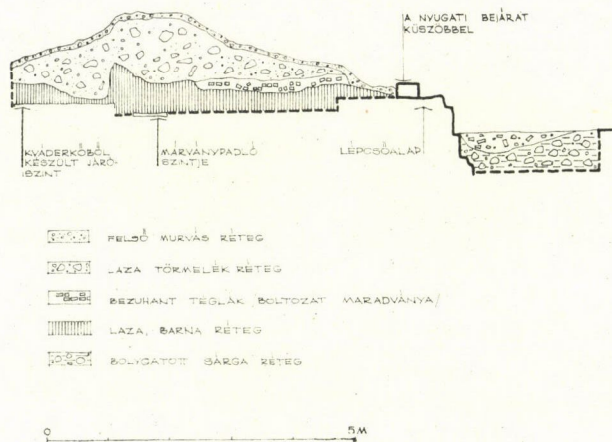 A NYUGATI BEJÁRAT
KÜSZÖBBEL
KVÁDERKŐBŐL
KÉSZÜLT JÁRÓ-
SZINT
MÁRVÁNYPADLÓ
SZINTJE
LÉPCSŐALAP
FELSŐ MURVÁS RÉTEG
LAZA TÖRMELÉK RÉTEG
BEZUHANT TÉGLÁK /BOLTOZAT MARADVÁNYA/
LAZA, BARNA RÉTEG
BOLYGATOTT SÁRGA RÉTEG
0 5 M